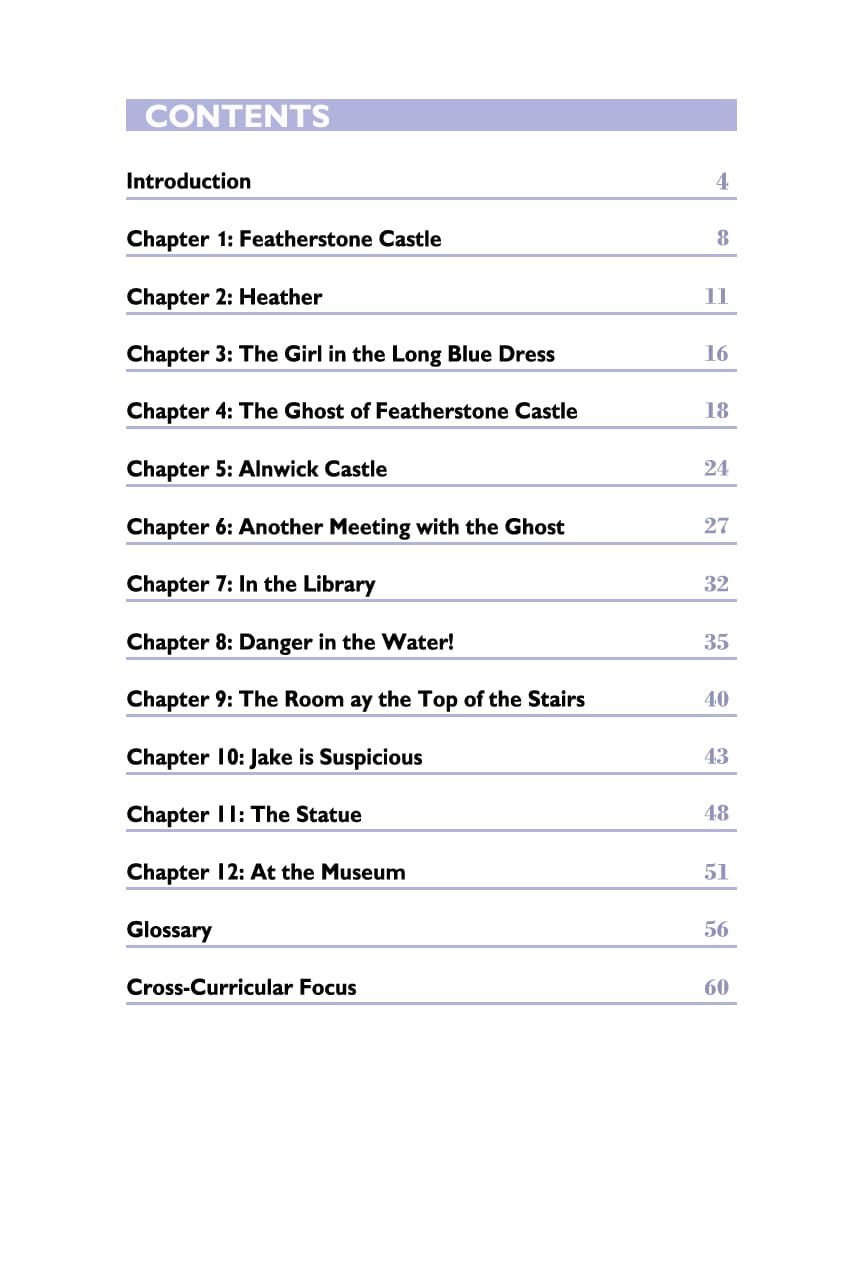 CONTENTS
Introduction 4
Chapter 1: Featherstone Castle 8
Chapter 2: Heather 11
Chapter 3: The Girl in the Long Blue Dress 16
Chapter 4: The Ghost of Featherstone Castle 18
Chapter 5: Alnwick Castle 24
Chapter 6: Another Meeting with the Ghost 27
Chapter 7: In the Library 32
Chapter 8: Danger in the Water! 35
Chapter 9: The Room ay the Top of the Stairs 40
Chapter 10: Jake is Suspicious 43
Chapter 11: The Statue 48
Chapter 12: At the Museum 51
Glossary 56
Cross-Curricular Focus 60